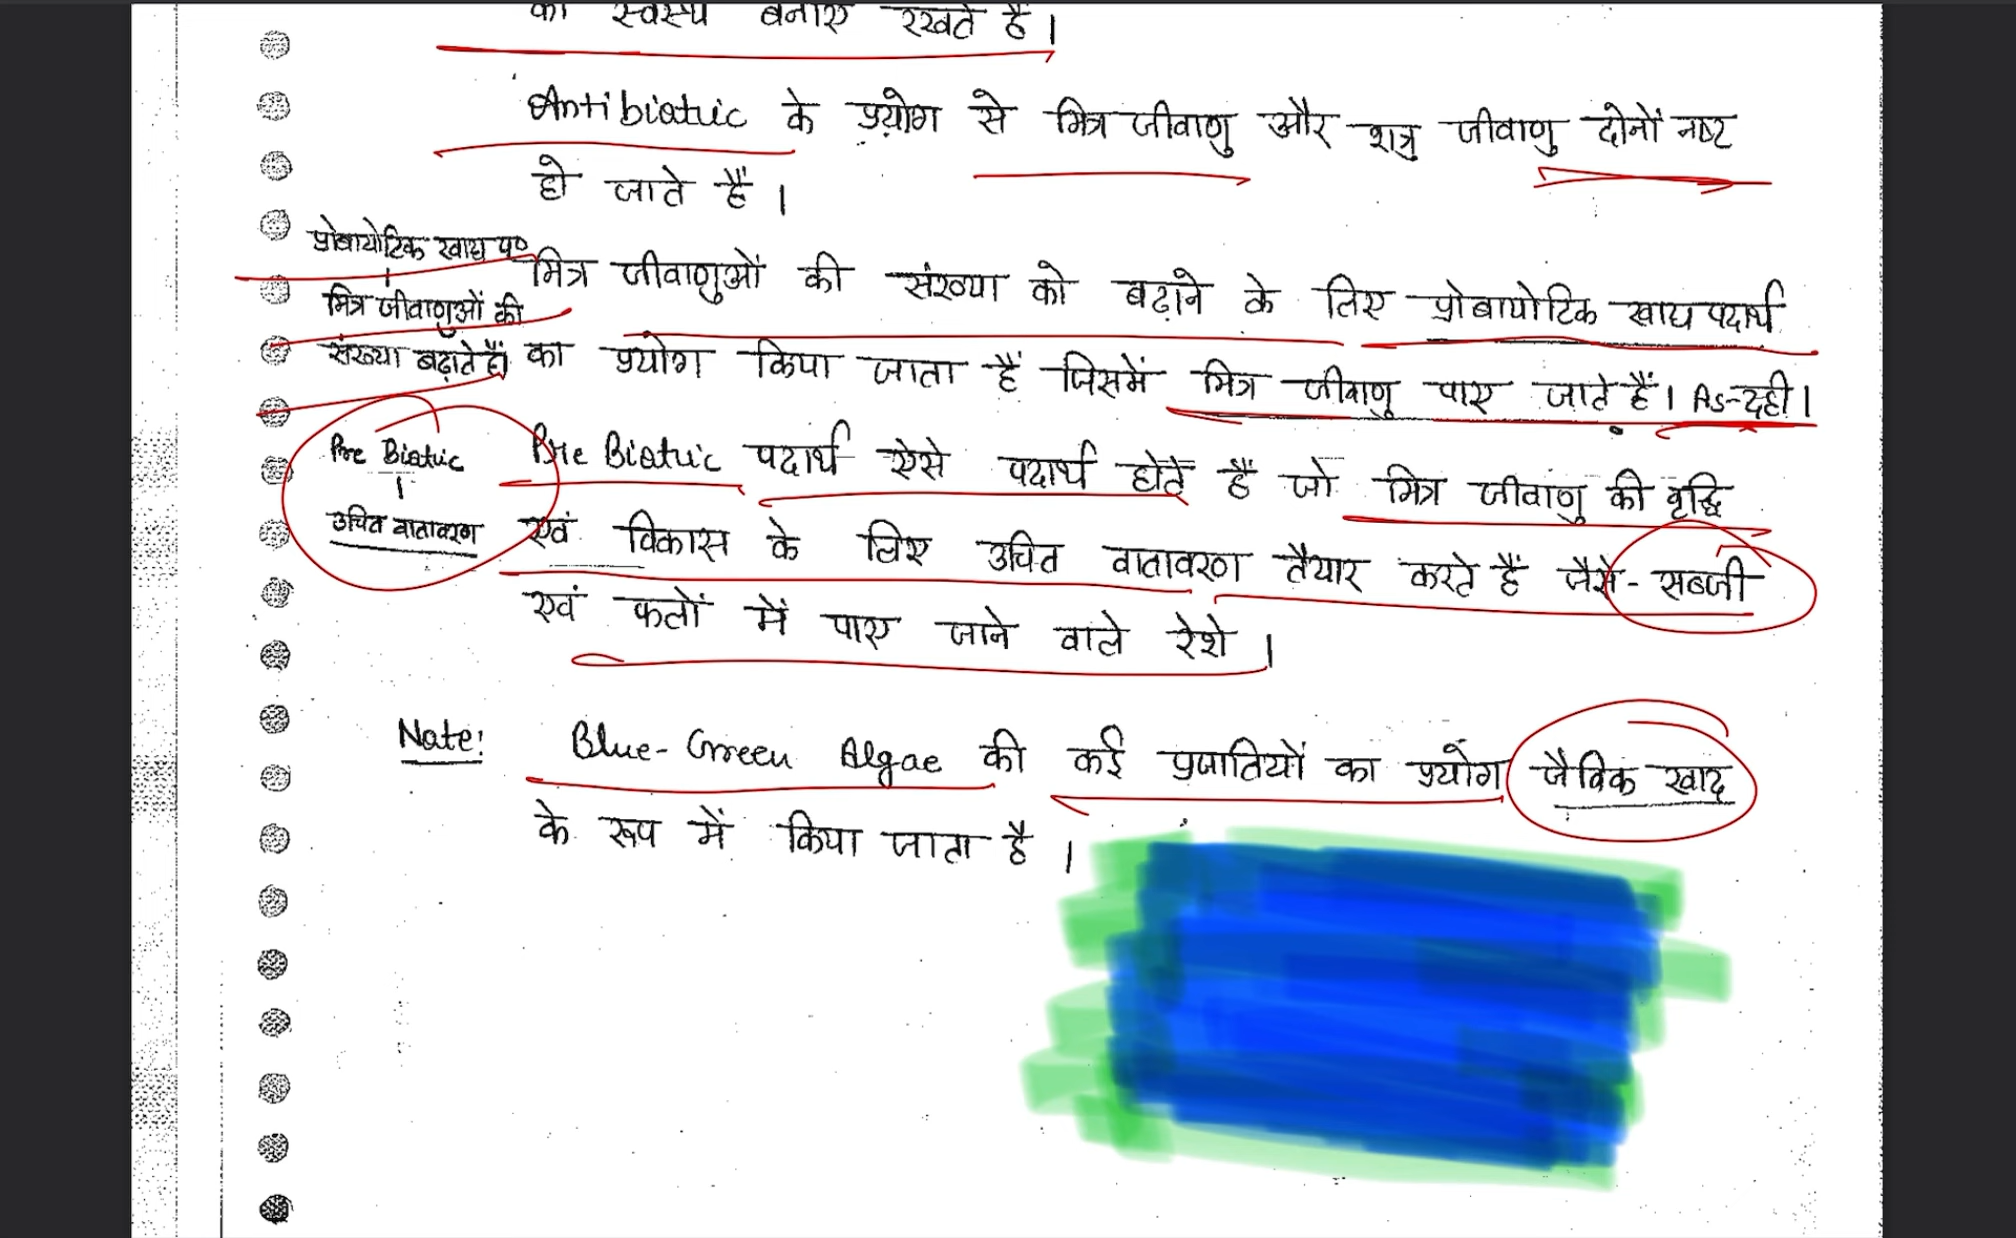 को स्वस्थ बनाए रखते हैं।
Antibiotic के प्रयोग से मित्र जीवाणु और शत्रु जीवाणु दोनों नष्ट
हो जाते हैं।
प्रोबायोटिक खाद्य प०
मित्र जीवाणुओं की
संख्या बढ़ाते हैं।
मित्र जीवाणुओं की संख्या को बढ़ाने के लिए प्रोबायोटिक खाद्य पदार्थ
का प्रयोग किया जाता है जिसमें मित्र जीवाणु पाए जाते हैं। As-दही।
Pre Biotic
उचित वातावरण
Pre Biotic पदार्थ ऐसे पदार्थ होते हैं जो मित्र जीवाणु की वृद्धि
एवं विकास के लिए उचित वातावरण तैयार करते हैं जैसे- सब्जी
एवं फलों में पाए जाने वाले रेशे।
Note: Blue-Green Algae की कई प्रजातियों का प्रयोग जैविक खाद
के रूप में किया जाता है।